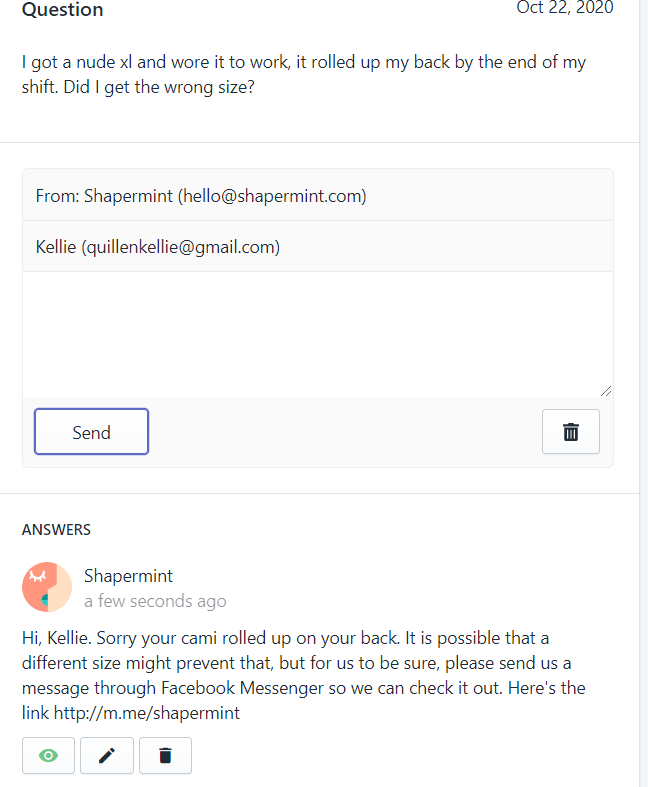 Question
Oct 22, 2020
I got a nude xl and wore it to work, it rolled up my back by the end of my
shift. Did I get the wrong size?
From: Shapermint (hello@shapermint.com)
Kellie (quillenkellie@gmail.com)
Send
ANSWERS
Shapermint
a few seconds ago
Hi, Kellie. Sorry your cami rolled up on your back. It is possible that a
different size might prevent that, but for us to be sure, please send us a
message through Facebook Messenger so we can check it out. Here's the
link http://m.me/shapermint